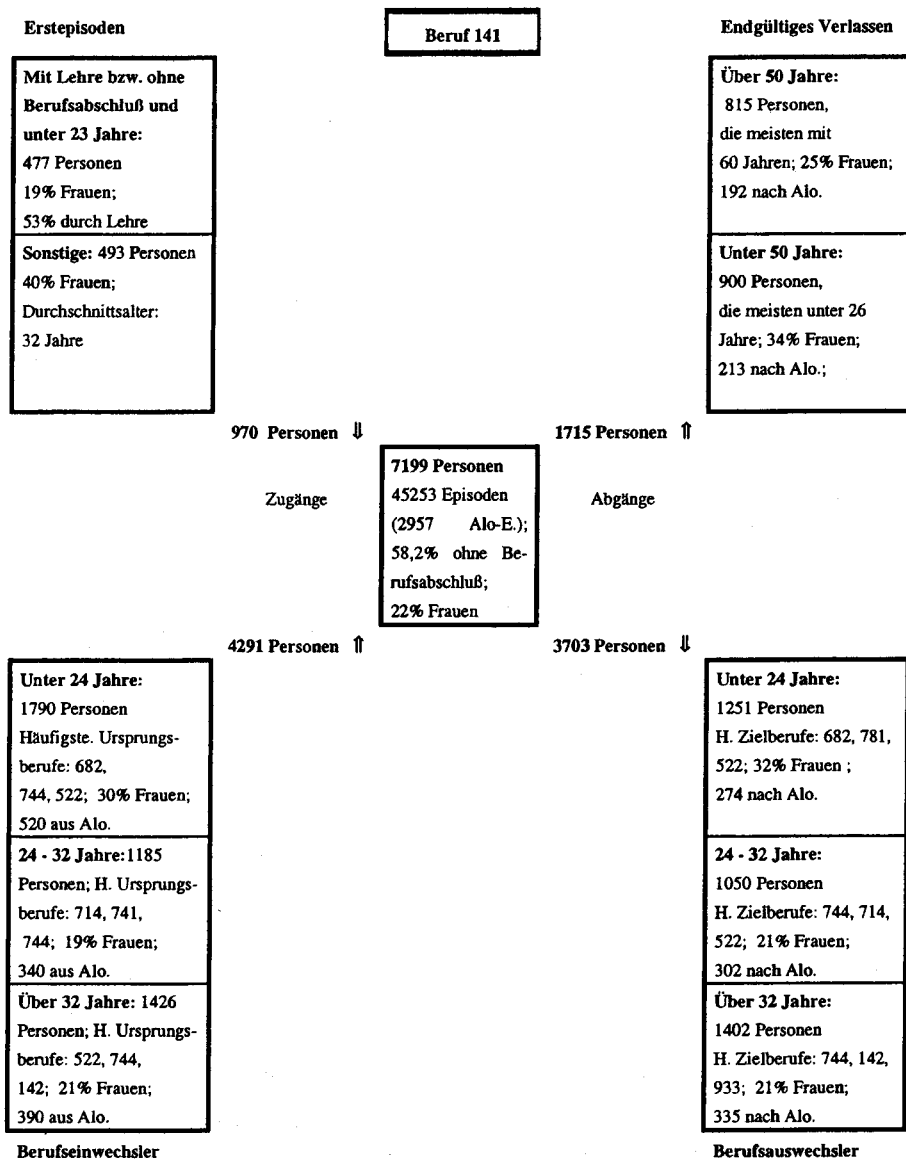 Erstepisoden
Beruf 141
Endgültiges Verlassen
Mit Lehre bzw. ohne
Berufsabschluß und
unter 23 Jahre:
477 Personen
19% Frauen;
53% durch Lehre
Sonstige: 493 Personen
40% Frauen;
Durchschnittsalter:
32 Jahre
Über 50 Jahre:
815 Personen,
die meisten mit
60 Jahren; 25% Frauen;
192 nach Alo.
Unter 50 Jahre:
900 Personen,
die meisten unter 26
Jahre; 34% Frauen;
213 nach Alo.;
970 Personen ⇓
1715 Personen ⇑
Zugänge
7199 Personen
45253 Episoden
(2957 Alo-E.);
58,2% ohne Be-
rufsabschluß;
22% Frauen
Abgänge
4291 Personen ⇑
3703 Personen ⇓
Unter 24 Jahre:
1790 Personen
Häufigste. Ursprungs-
berufe: 682,
744, 522; 30% Frauen;
520 aus Alo.
24 - 32 Jahre:1185
Personen; H. Ursprungs-
berufe: 714, 741,
744; 19% Frauen;
340 aus Alo.
Über 32 Jahre: 1426
Personen; H. Ursprungs-
berufe: 522, 744,
142; 21% Frauen;
390 aus Alo.
Berufseinwechsler
Unter 24 Jahre:
1251 Personen
H. Zielberufe: 682, 781,
522; 32% Frauen ;
274 nach Alo.
24 - 32 Jahre:
1050 Personen
H. Zielberufe: 744, 714,
522; 21% Frauen;
302 nach Alo.
Über 32 Jahre:
1402 Personen
H. Zielberufe: 744, 142,
933; 21% Frauen;
335 nach Alo.
Berufsauswechsler